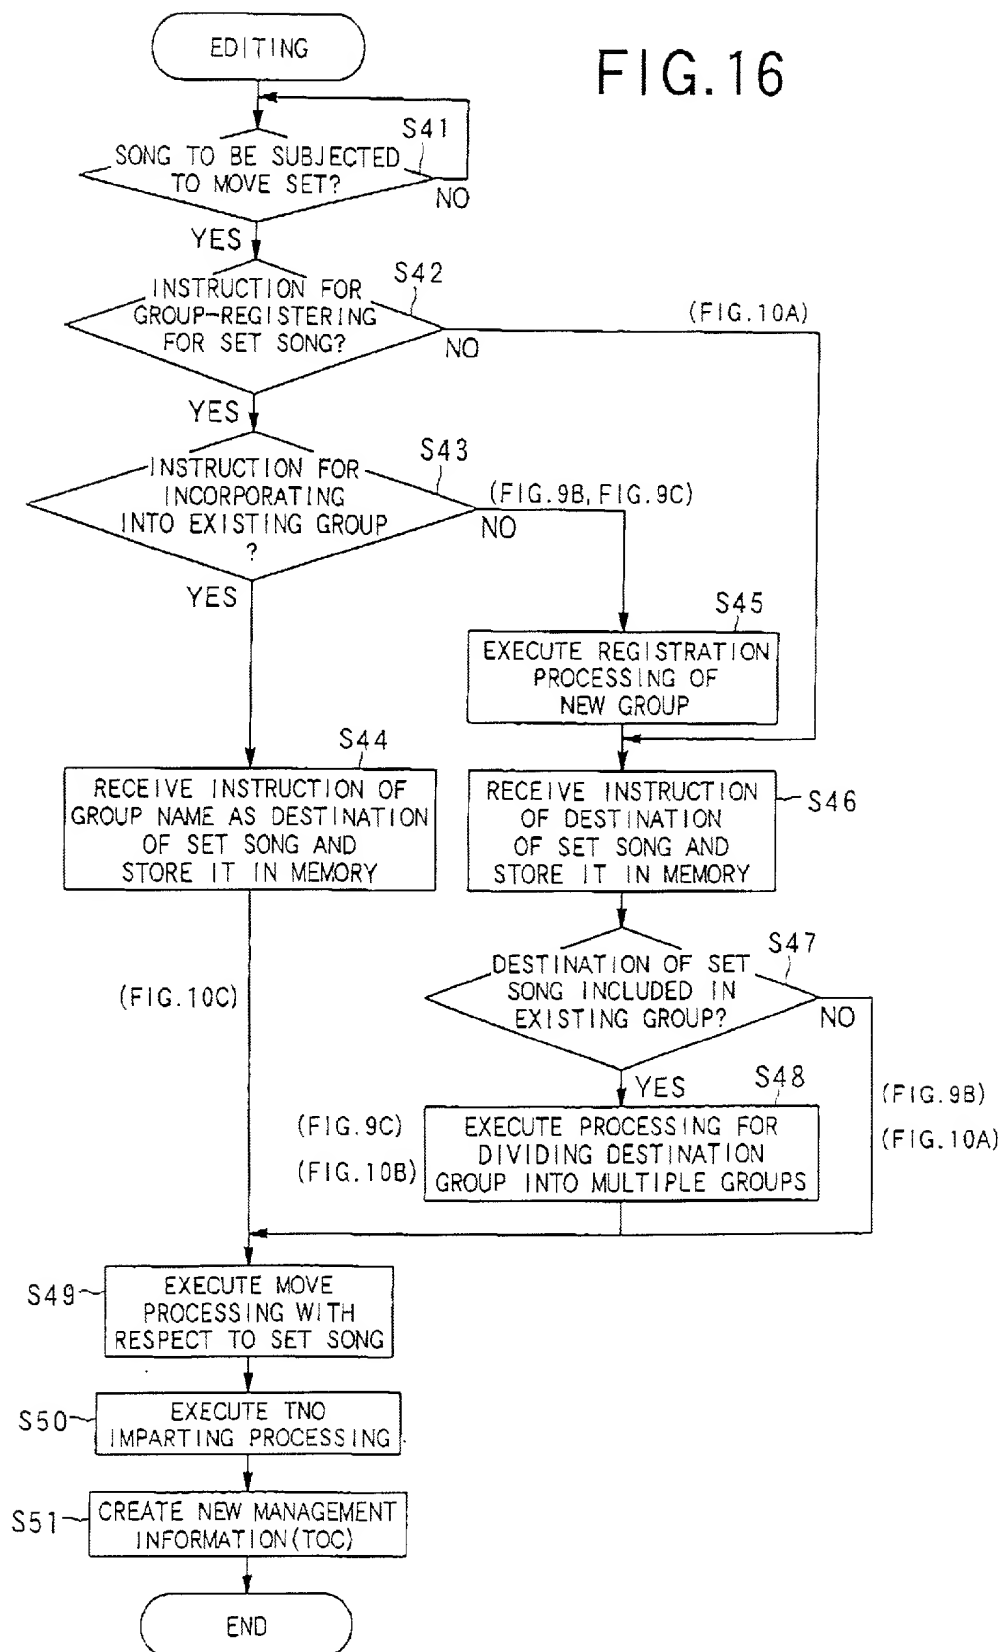 EDITING
FIG.16
S41
SONG TO BE SUBJECTED
TO MOVE SET?
NO
YES
S42
INSTRUCTION FOR
GROUP-REGISTERING
FOR SET SONG?
(FIG.10A)
NO
YES
S43
INSTRUCTION FOR
INCORPORATING
INTO EXISTING GROUP
?
(FIG.9B, FIG.9C)
NO
YES
S45
EXECUTE REGISTRATION
PROCESSING OF
NEW GROUP
S44
RECEIVE INSTRUCTION OF
GROUP NAME AS DESTINATION
OF SET SONG AND
STORE IT IN MEMORY
RECEIVE INSTRUCTION
OF DESTINATION
OF SET SONG AND
STORE IT IN MEMORY
S46
S47
DESTINATION OF SET
SONG INCLUDED IN
EXISTING GROUP?
(FIG.10C)
NO
YES
S48
(FIG.9B)
(FIG.10A)
(FIG.9C)
(FIG.10B)
EXECUTE PROCESSING FOR
DIVIDING DESTINATION
GROUP INTO MULTIPLE GROUPS
S49
EXECUTE MOVE
PROCESSING WITH
RESPECT TO SET SONG
S50
EXECUTE TNO
IMPARTING PROCESSING
S51
CREATE NEW MANAGEMENT
INFORMATION(TOC)
END